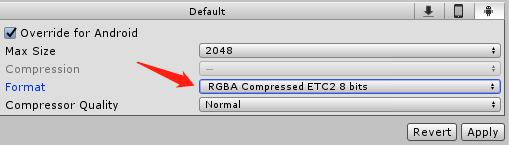 Default
Override for Android
Max Size 2048
Compression —
Format RGBA Compressed ETC2 8 bits
Compressor Quality Normal
Revert Apply